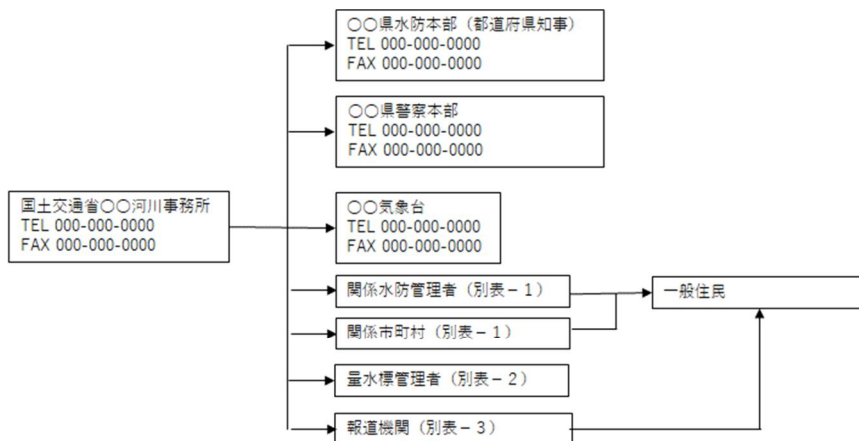 ○○県水防本部（都道府県知事）
TEL 000-000-0000
FAX 000-000-0000
○○県警察本部
TEL 000-000-0000
FAX 000-000-0000
国土交通省○○河川事務所
TEL 000-000-0000
FAX 000-000-0000
○○気象台
TEL 000-000-0000
FAX 000-000-0000
関係水防管理者（別表－１）
一般住民
関係市町村（別表－１）
量水標管理者（別表－２）
報道機関（別表－３）